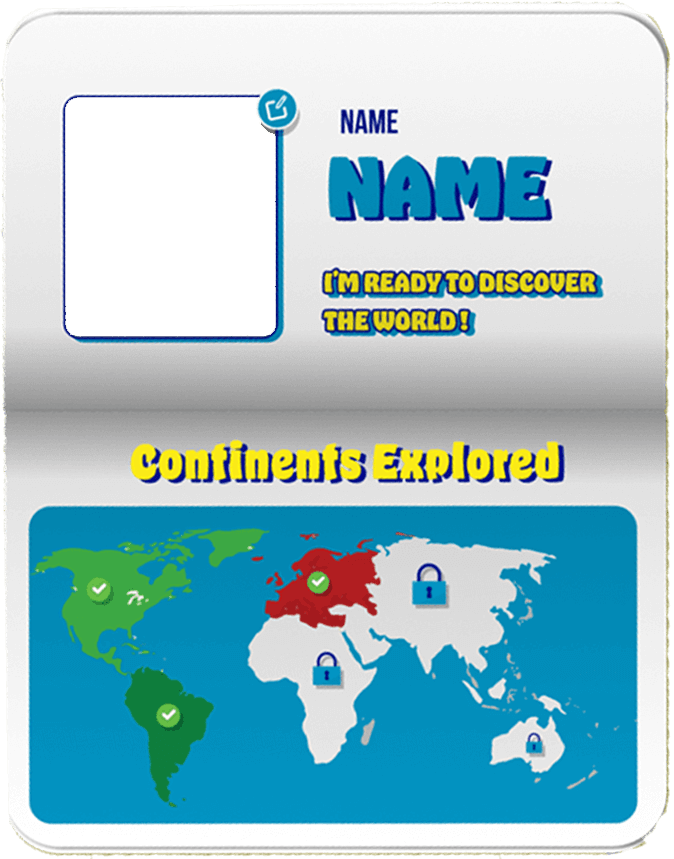 NAME
NAME
I'M READY TO DISCOVER
THE WORLD !
Continents Explored